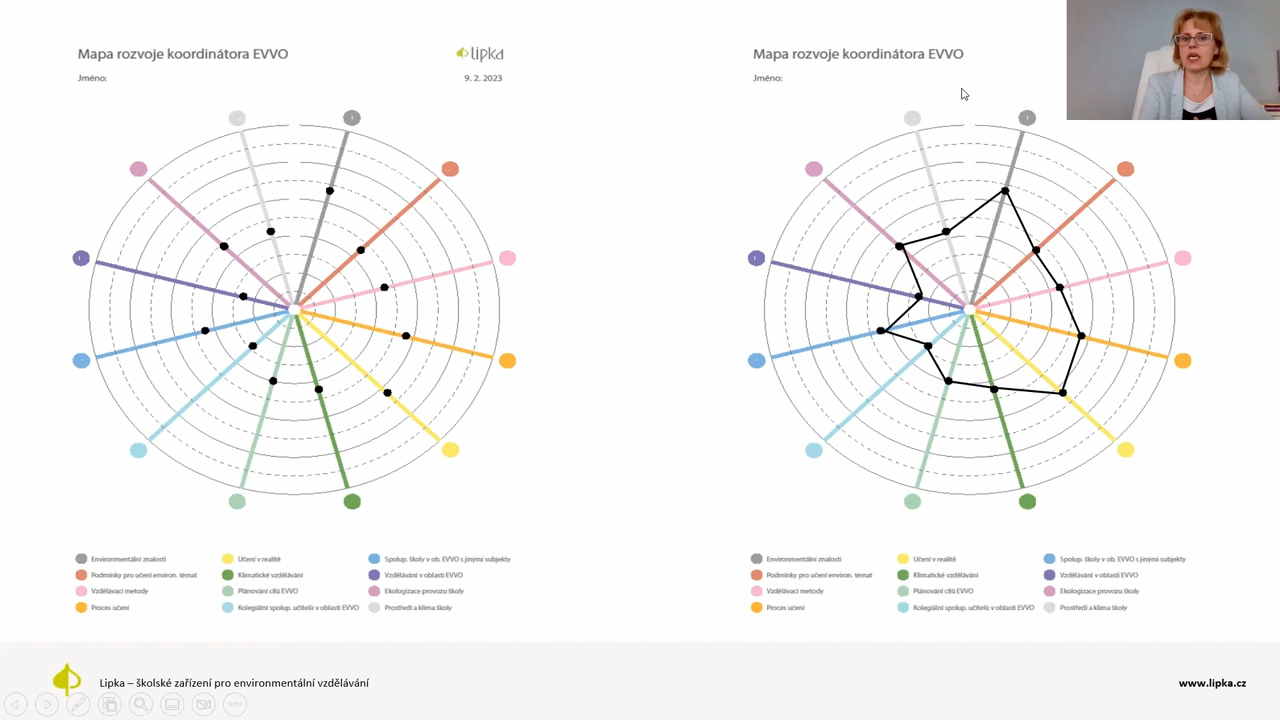 Mapa rozvoje koordinátora EVVO
lipka
Jméno:
9. 2. 2023
Environmentální znalosti
Podmínky pro učení environ. témat
Vzdělávací metody
Proces učení
Učení v realitě
Klimatické vzdělávání
Plánování cílů EVVO
Kolegiální spolup. učitelů v oblasti EVVO
Spolup. školy v ob. EVVO s jinými subjekty
Vzdělávání v oblasti EVVO
Ekologizace provozu školy
Prostředí a klima školy
Mapa rozvoje koordinátora EVVO
Jméno:
Environmentální znalosti
Podmínky pro učení environ. témat
Vzdělávací metody
Proces učení
Učení v realitě
Klimatické vzdělávání
Plánování cílů EVVO
Kolegiální spolup. učitelů v oblasti EVVO
Spolup. školy v ob. EVVO s jinými subjekty
Vzdělávání v oblasti EVVO
Ekologizace provozu školy
Prostředí a klima školy
Lipka – školské zařízení pro environmentální vzdělávání
www.lipka.cz